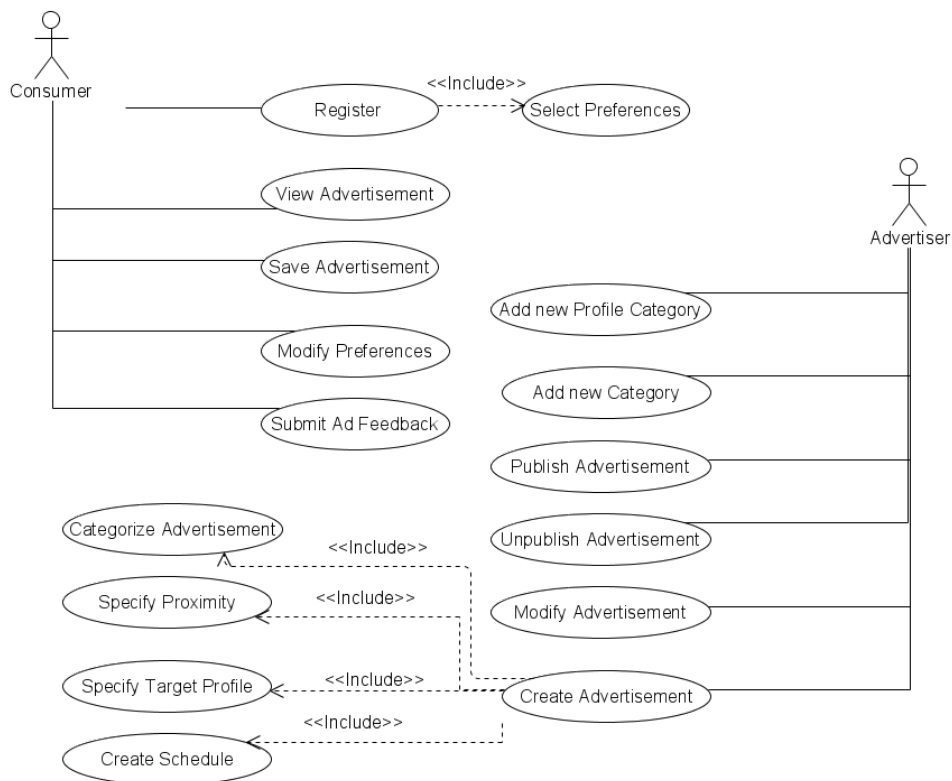 Consumer
<<Include>>
Register
Select Preferences
View Advertisement
Advertiser
Save Advertisement
Add new Profile Category
Modify Preferences
Add new Category
Submit Ad Feedback
Publish Advertisement
Categorize Advertisement
<<Include>>
Unpublish Advertisement
Specify Proximity
<<Include>>
Modify Advertisement
Specify Target Profile
<<Include>>
Create Advertisement
<<Include>>
Create Schedule